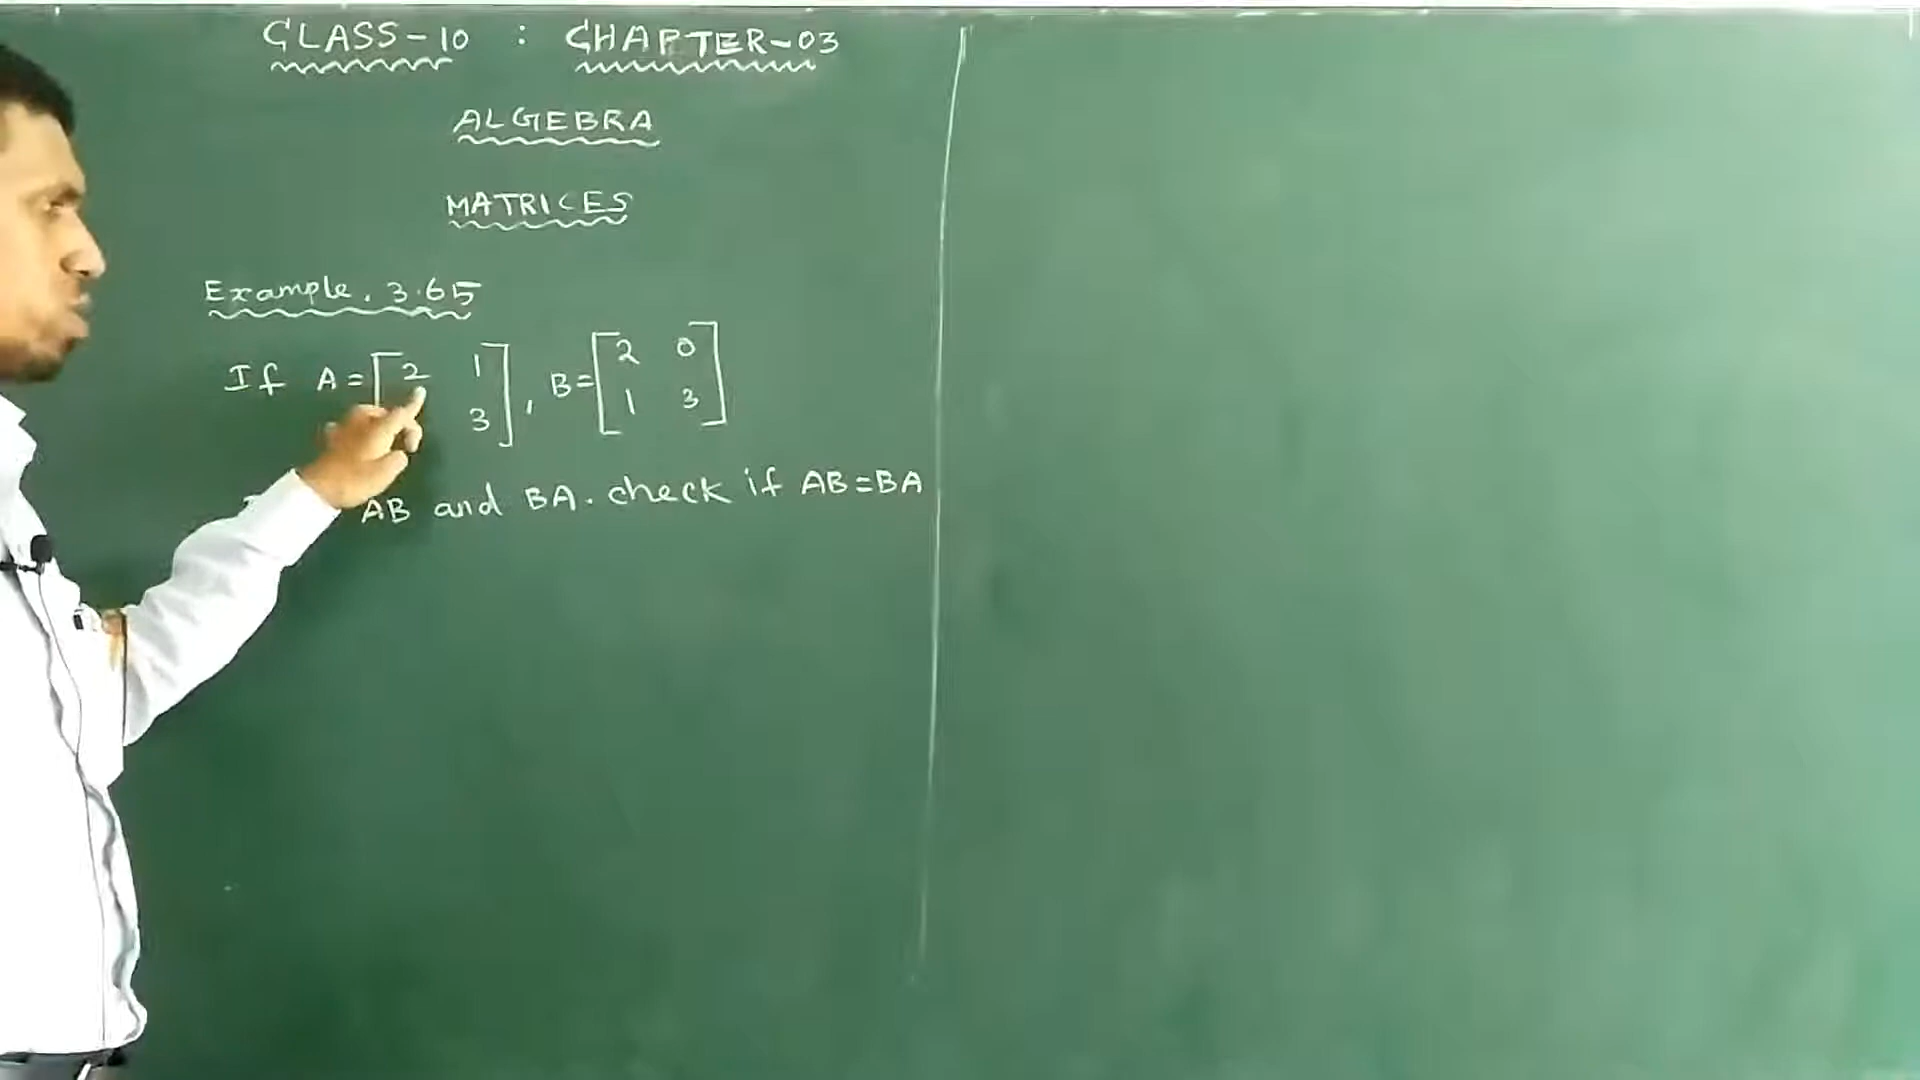 CLASS-10 : CHAPTER-03
ALGEBRA
MATRICES
Example. 3.65
If A = [2 1
3], B = [2 0
1 3]
AB and BA. check if AB=BA